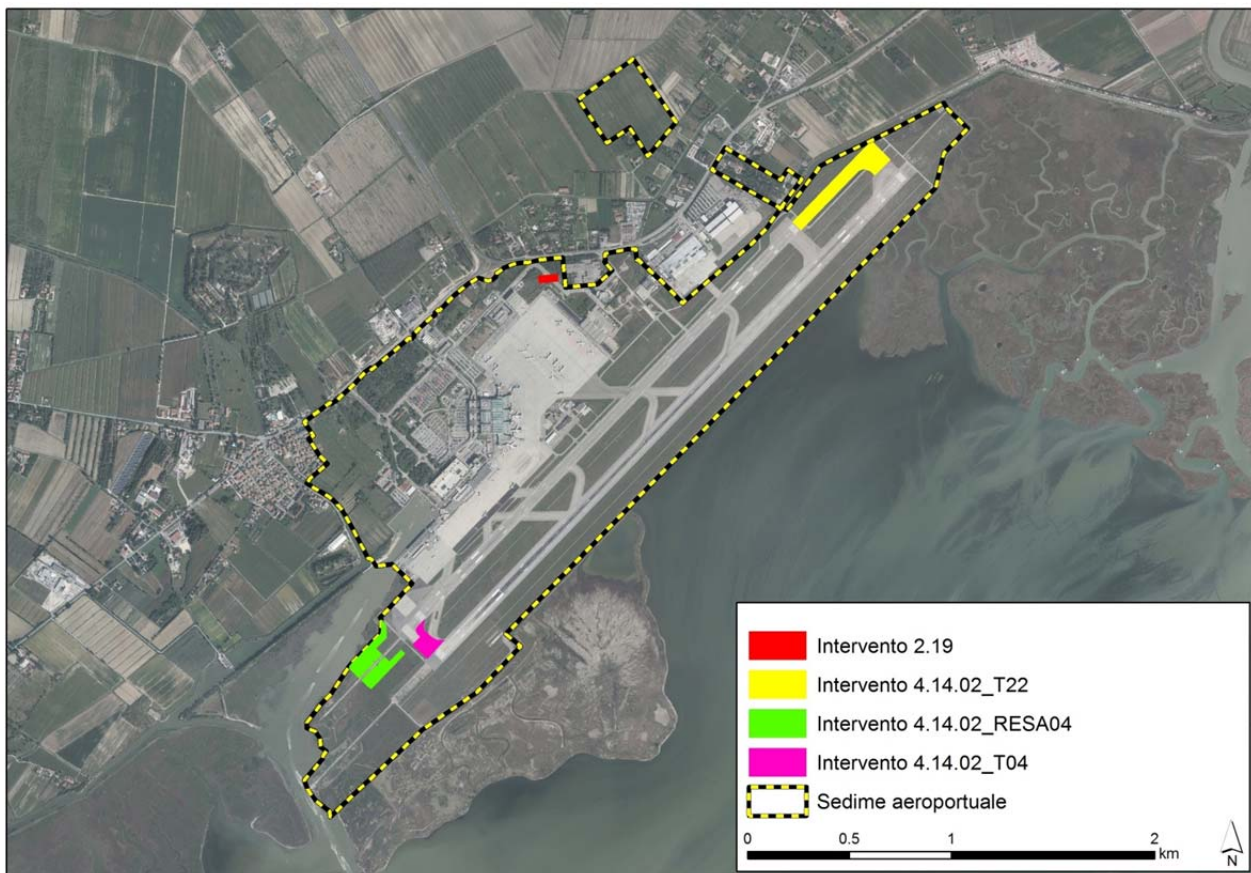 Intervento 2.19
Intervento 4.14.02_T22
Intervento 4.14.02_RESA04
Intervento 4.14.02_T04
Sedime aeroportuale
0 0.5 1 2
km
N